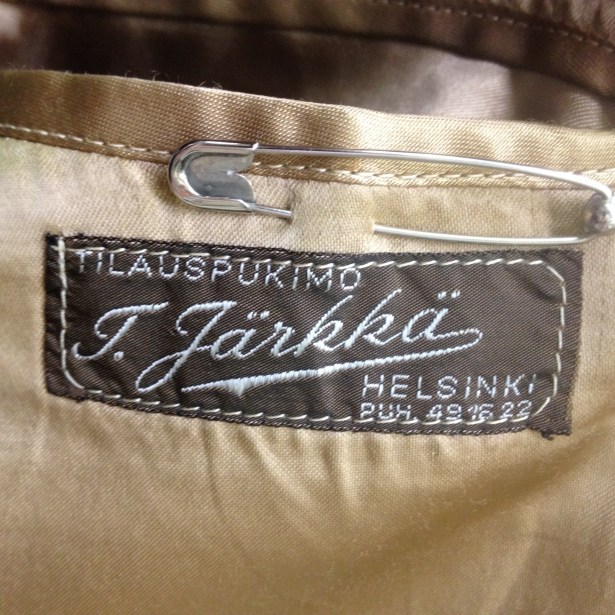 TILAUSPUKIMO
T. Järkkä
HELSINKI
PUH. 49 16 22